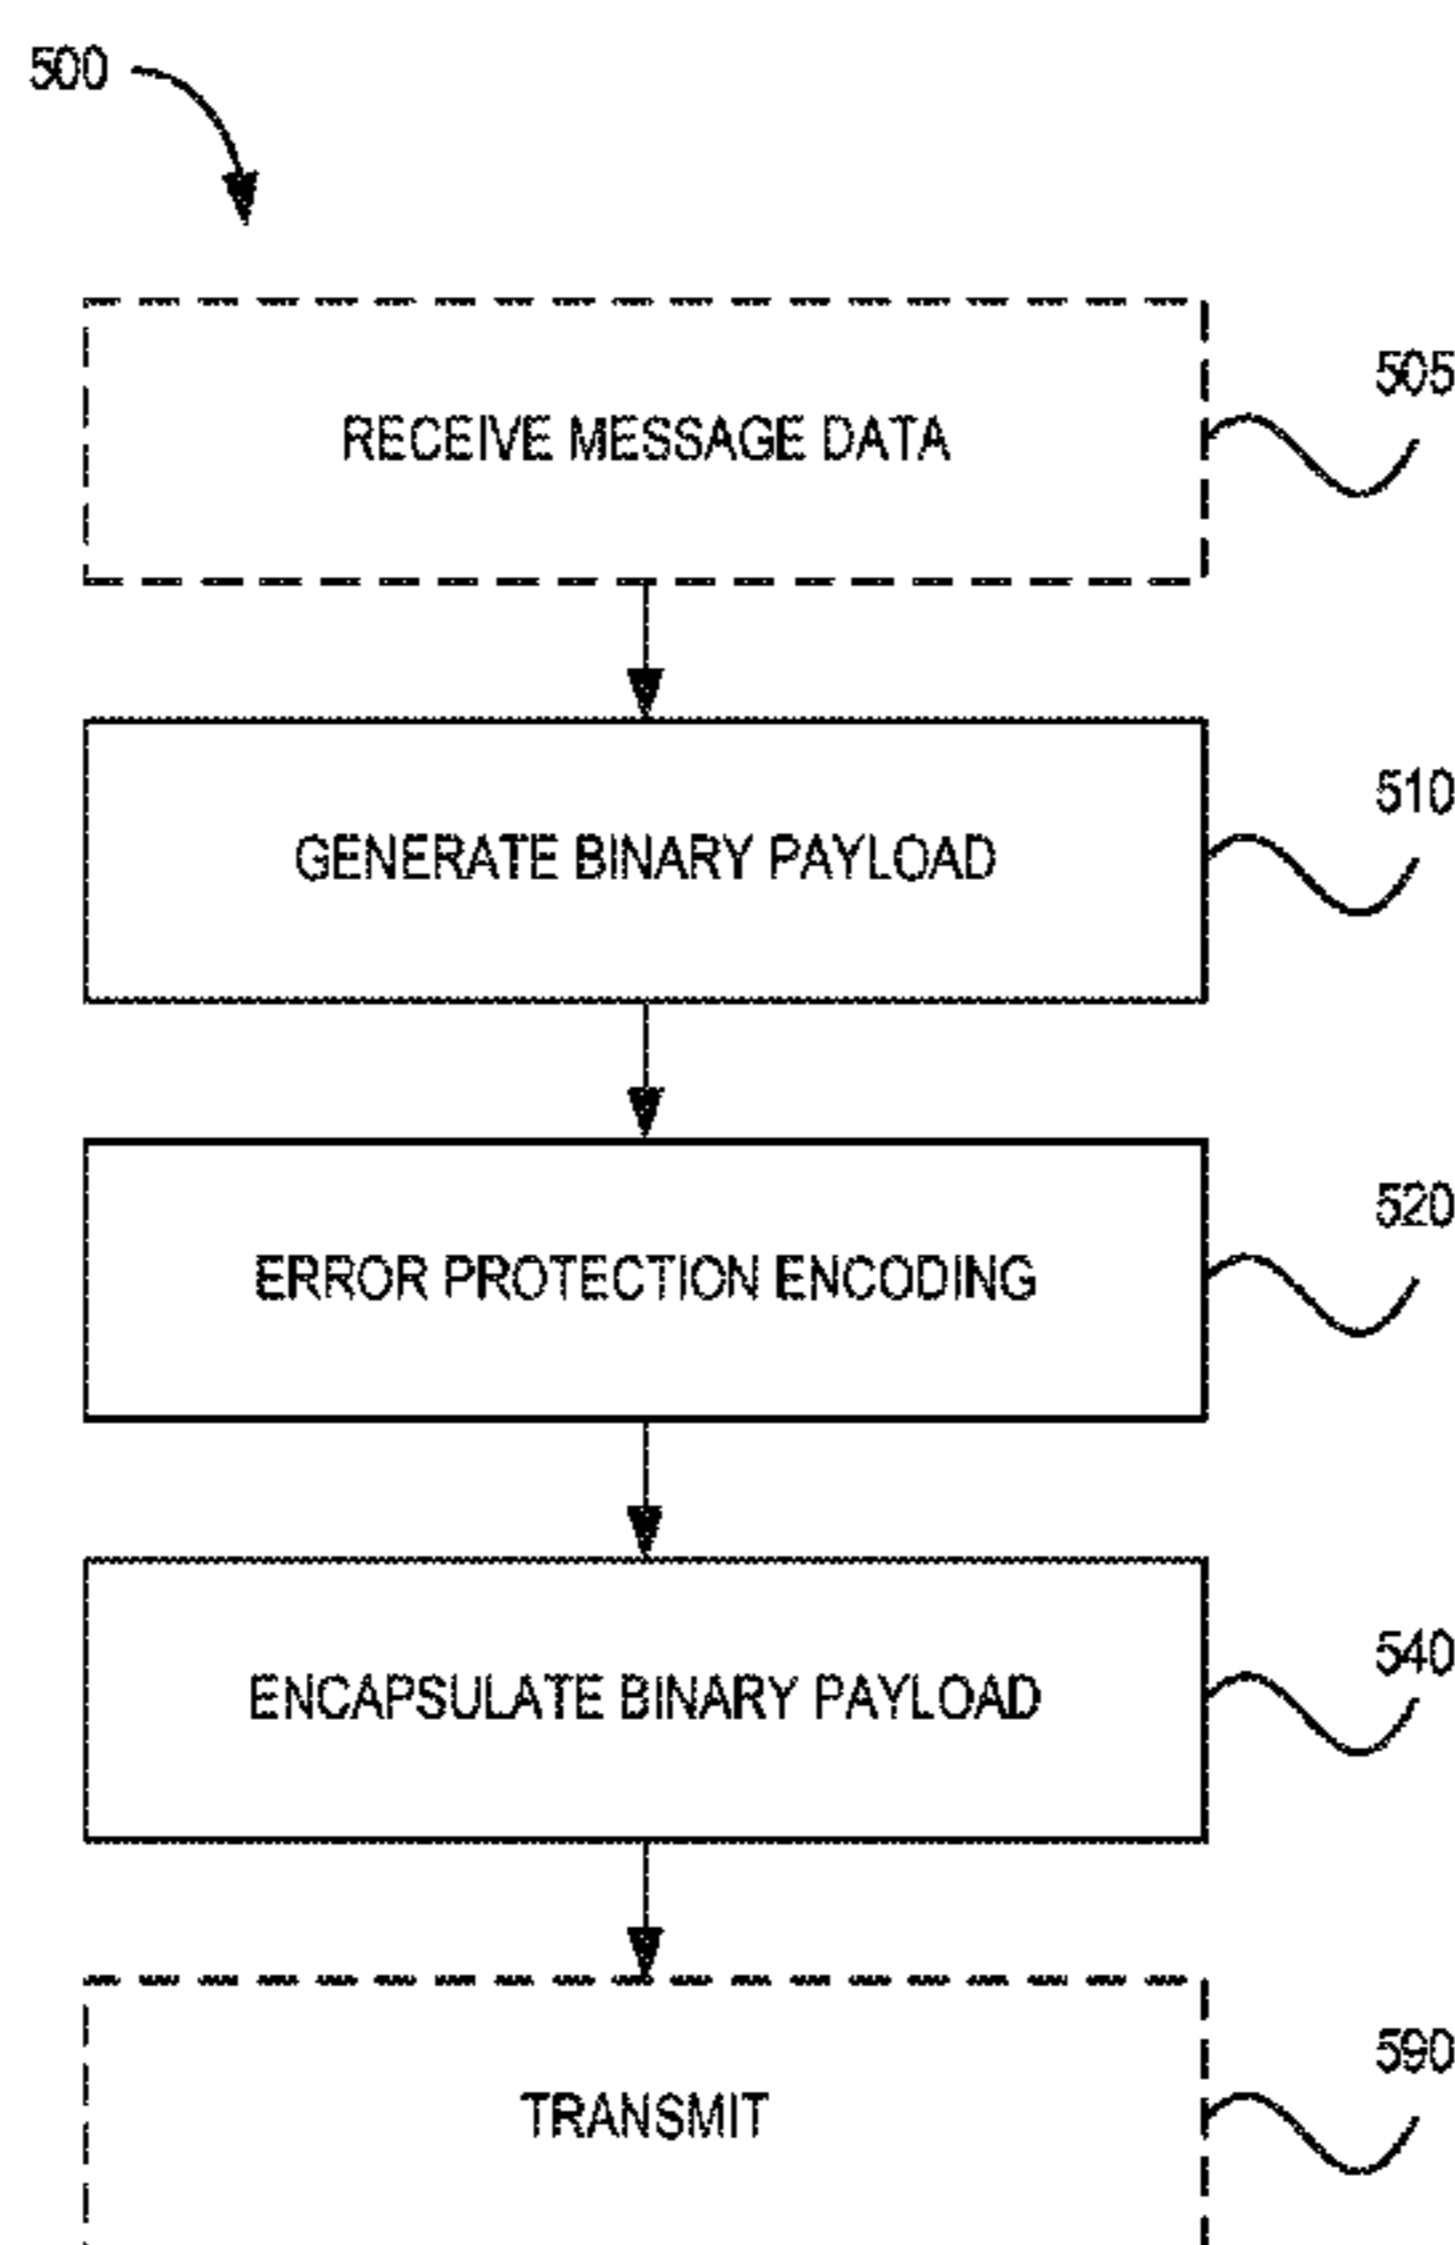 500
505
RECEIVE MESSAGE DATA
510
GENERATE BINARY PAYLOAD
520
ERROR PROTECTION ENCODING
540
ENCAPSULATE BINARY PAYLOAD
590
TRANSMIT